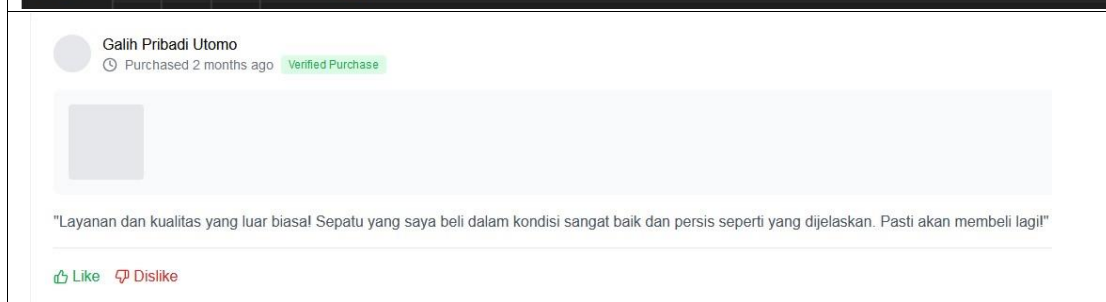 Galih Pribadi Utomo
Purchased 2 months ago Verified Purchase
"Layanan dan kualitas yang luar biasa! Sepatu yang saya beli dalam kondisi sangat baik dan persis seperti yang dijelaskan. Pasti akan membeli lagi!"
Like Dislike